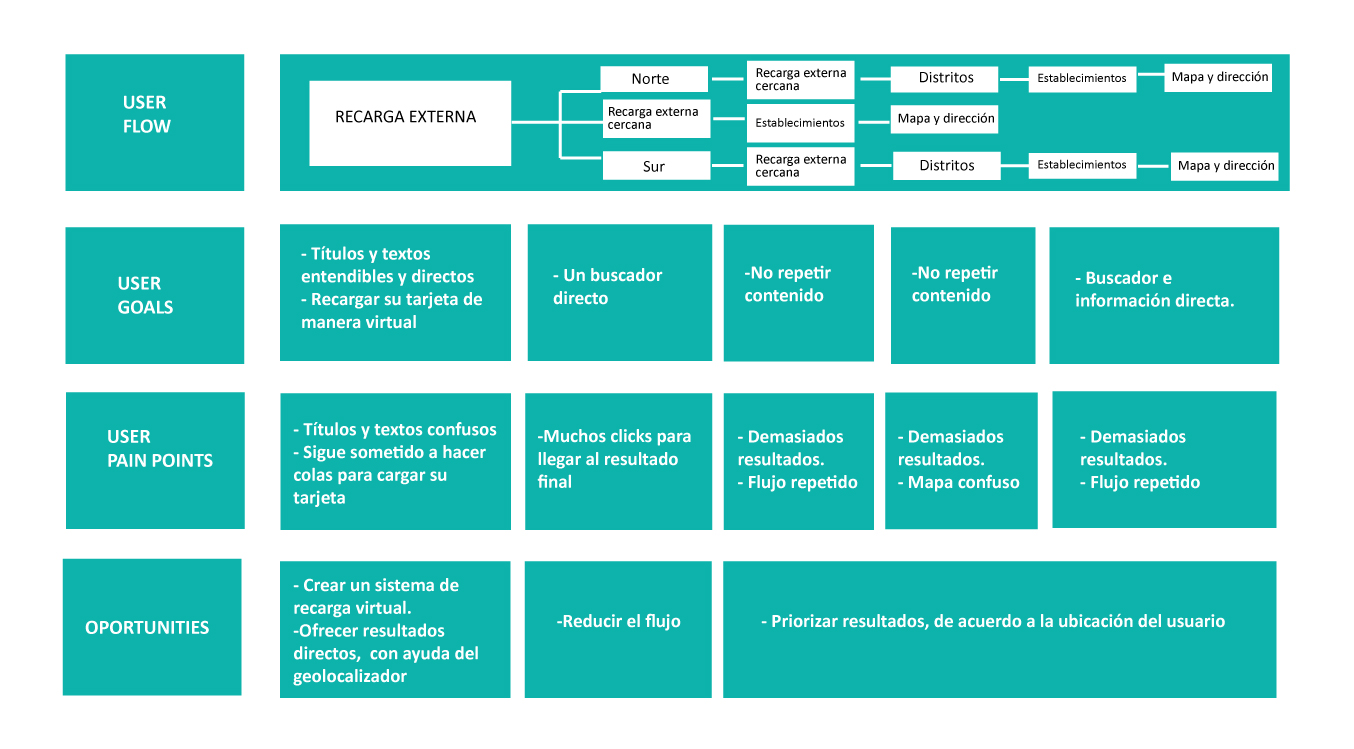 USER
FLOW
RECARGA EXTERNA
Norte
Recarga externa
cercana
Distritos
Establecimientos
Mapa y dirección
Recarga externa
cercana
Establecimientos
Mapa y dirección
Sur
Recarga externa
cercana
Distritos
Establecimientos
Mapa y dirección
USER
GOALS
- Títulos y textos
entendibles y directos
- Recargar su tarjeta de
manera virtual
- Un buscador
directo
-No repetir
contenido
-No repetir
contenido
- Buscador e
información directa.
USER
PAIN POINTS
- Títulos y textos confusos
- Sigue sometido a hacer
colas para cargar su
tarjeta
-Muchos clicks para
llegar al resultado
final
- Demasiados
resultados.
- Flujo repetido
- Demasiados
resultados.
- Mapa confuso
- Demasiados
resultados.
- Flujo repetido
OPORTUNITIES
- Crear un sistema de
recarga virtual.
-Ofrecer resultados
directos, con ayuda del
geolocalizador
-Reducir el flujo
- Priorizar resultados, de acuerdo a la ubicación del usuario